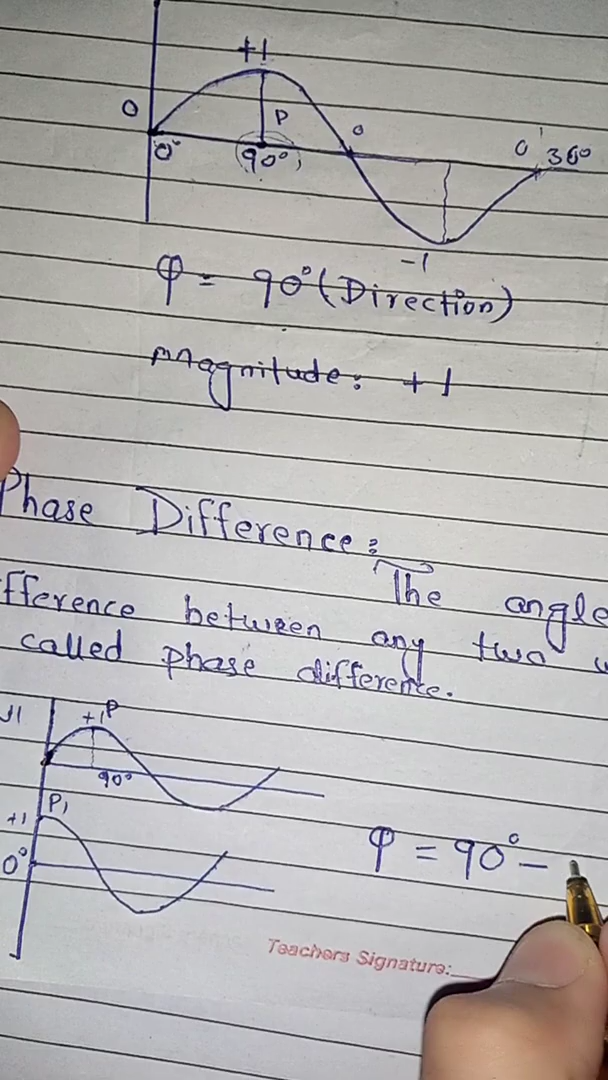 +1
0
P
0
0
0° 90° 360°
-1
φ = 90° (Direction)
Magnitude: +1
Phase Difference:
The angle
fference between any two
called phase difference.
+1 P
90°
+1 P1
0°
φ = 90° –
Teachers Signature: